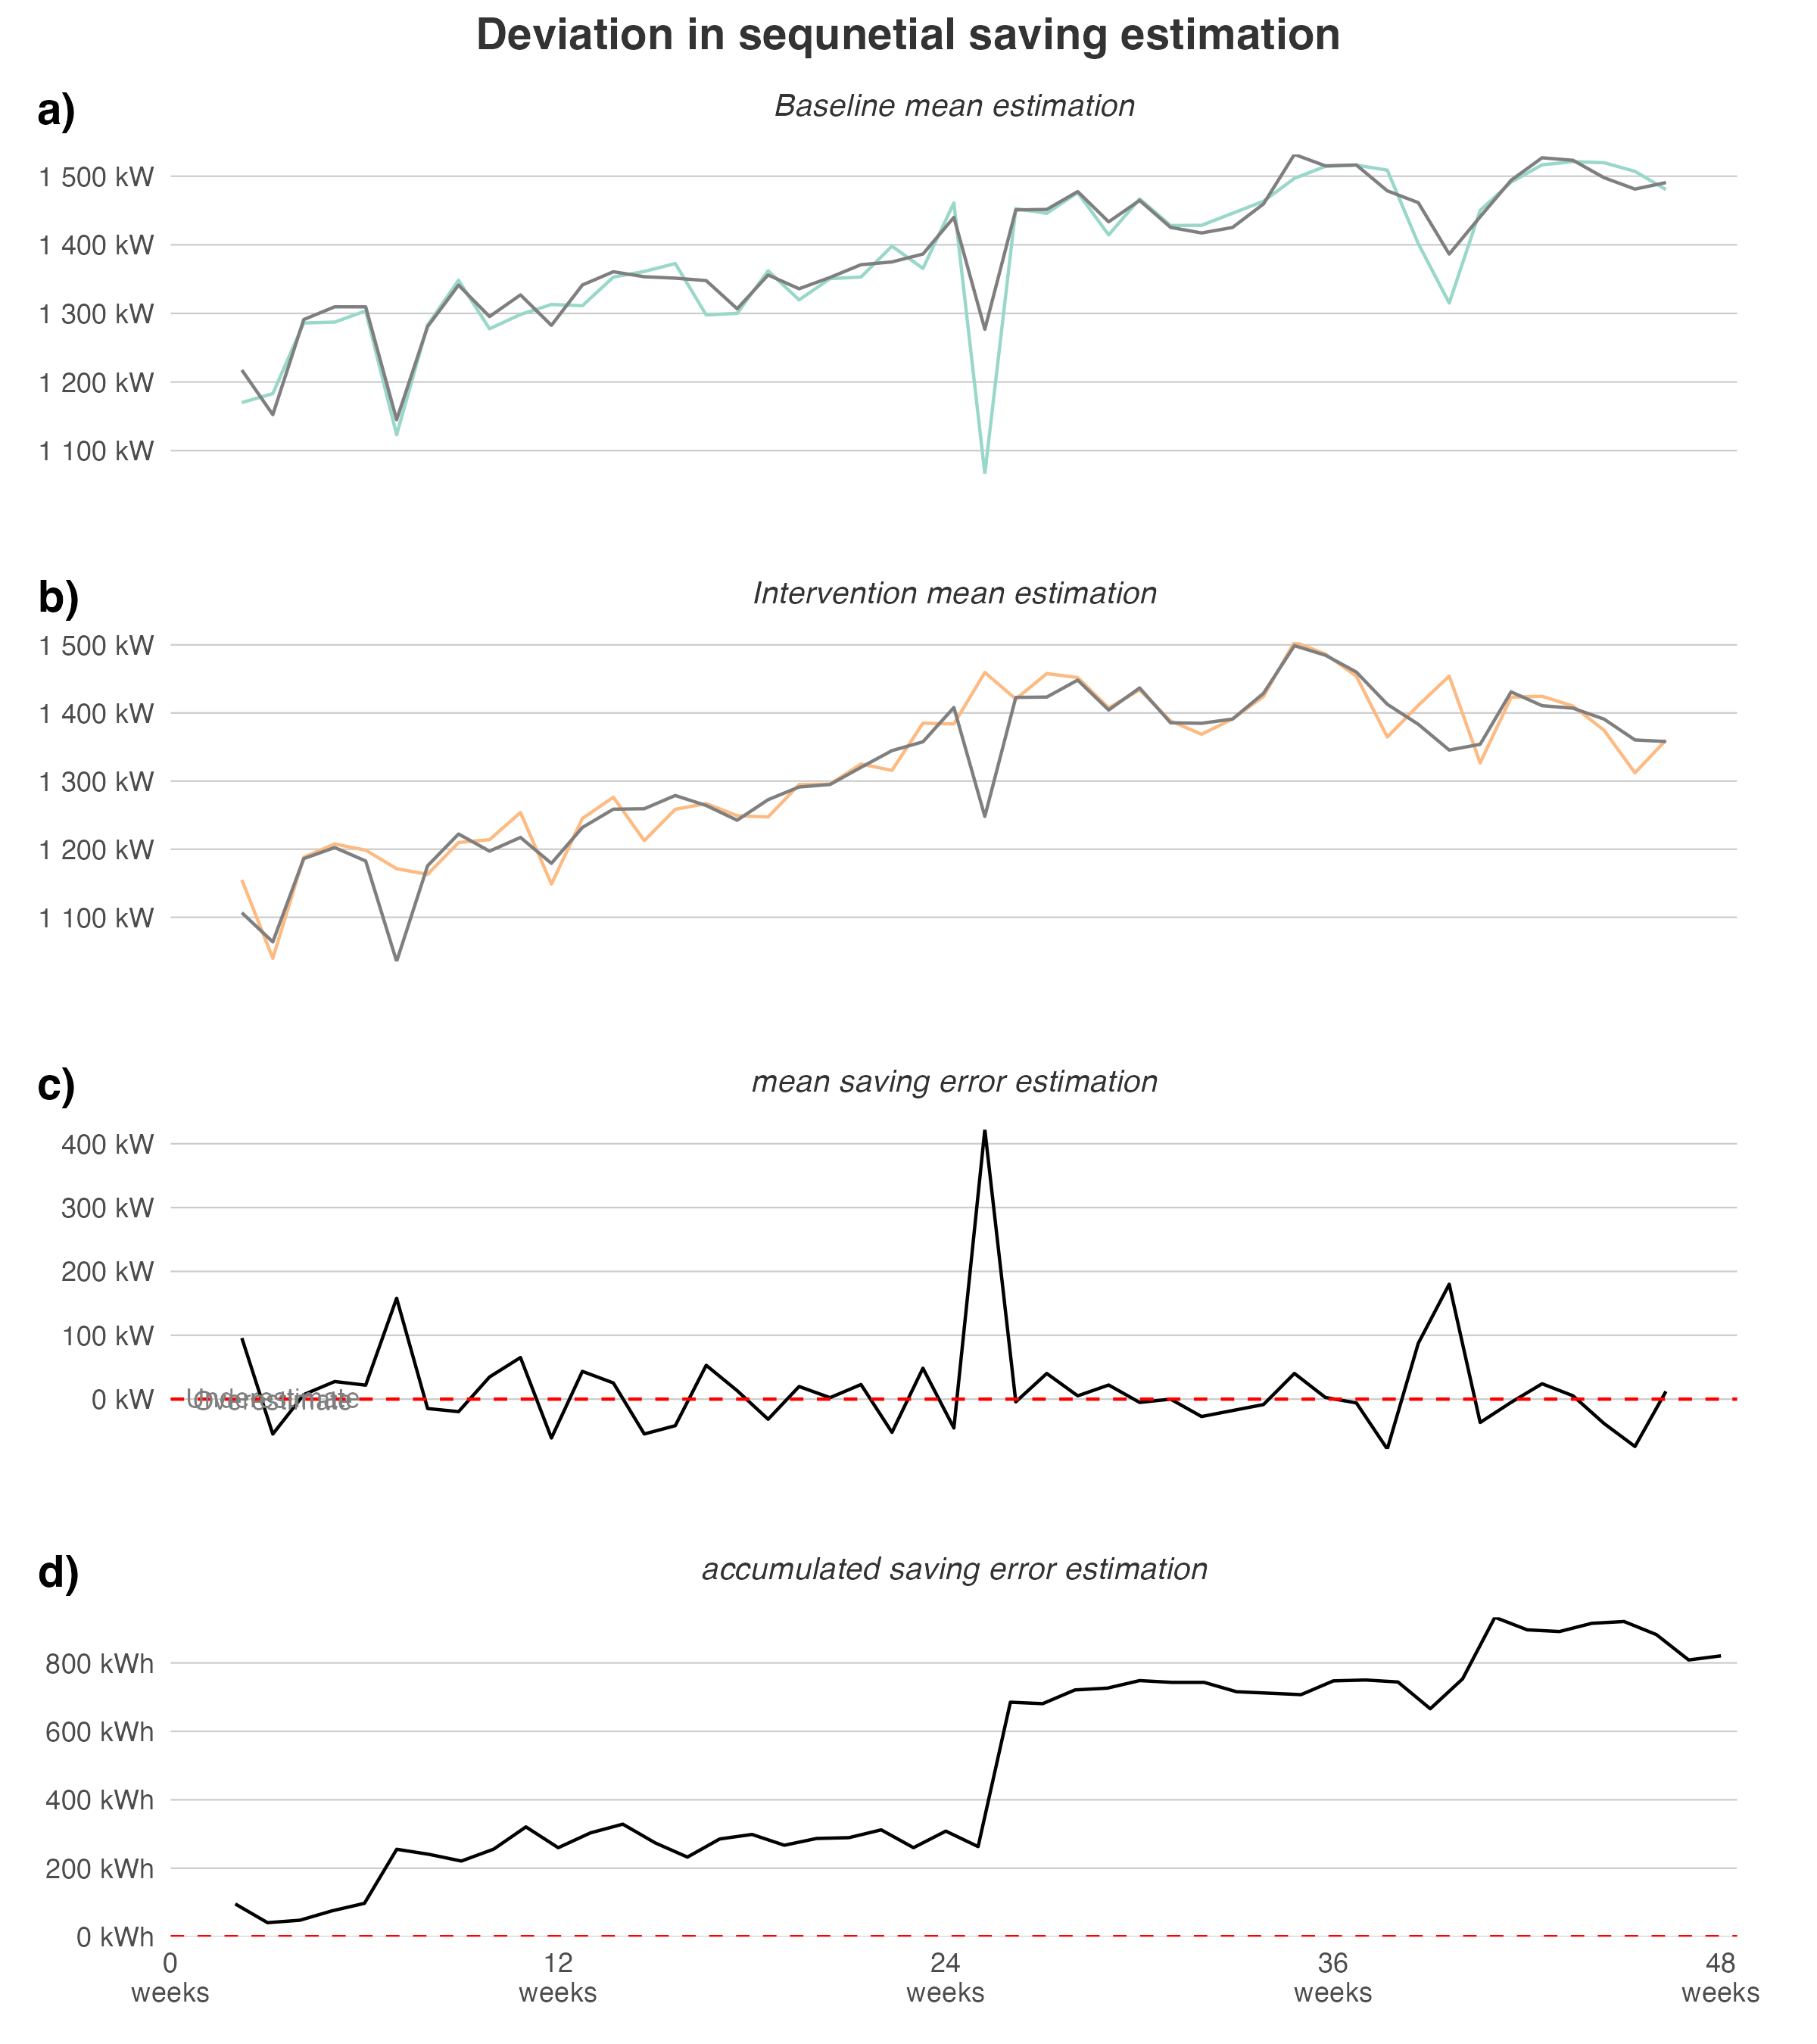 Deviation in sequnetial saving estimation
a)
Baseline mean estimation
1 500 kW
1 400 kW
1 300 kW
1 200 kW
1 100 kW
b)
Intervention mean estimation
1 500 kW
1 400 kW
1 300 kW
1 200 kW
1 100 kW
c)
mean saving error estimation
400 kW
300 kW
200 kW
100 kW
0 kW
Underestimate
Overestimate
d)
accumulated saving error estimation
800 kWh
600 kWh
400 kWh
200 kWh
0 kWh
0 12 24 36 48
weeks weeks weeks weeks weeks